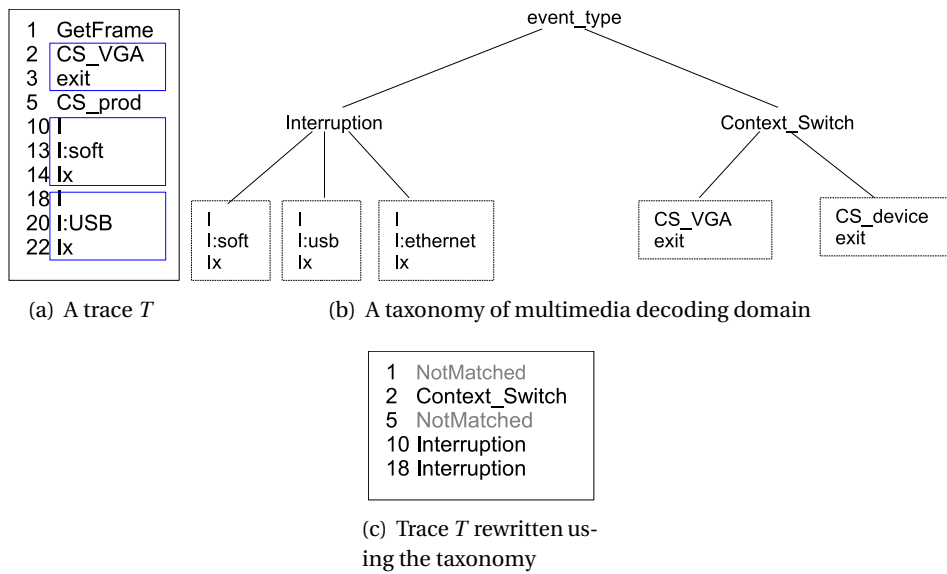 1 GetFrame
2 CS_VGA
3 exit
5 CS_prod
10 I
13 I:soft
14 Ix
18 I
20 I:USB
22 Ix
(a) A trace T
event_type
Interruption
Context_Switch
I
I:soft
Ix
I
I:usb
Ix
I
I:ethernet
Ix
CS_VGA
exit
CS_device
exit
(b) A taxonomy of multimedia decoding domain
1 NotMatched
2 Context_Switch
5 NotMatched
10 Interruption
18 Interruption
(c) Trace T rewritten us-
ing the taxonomy